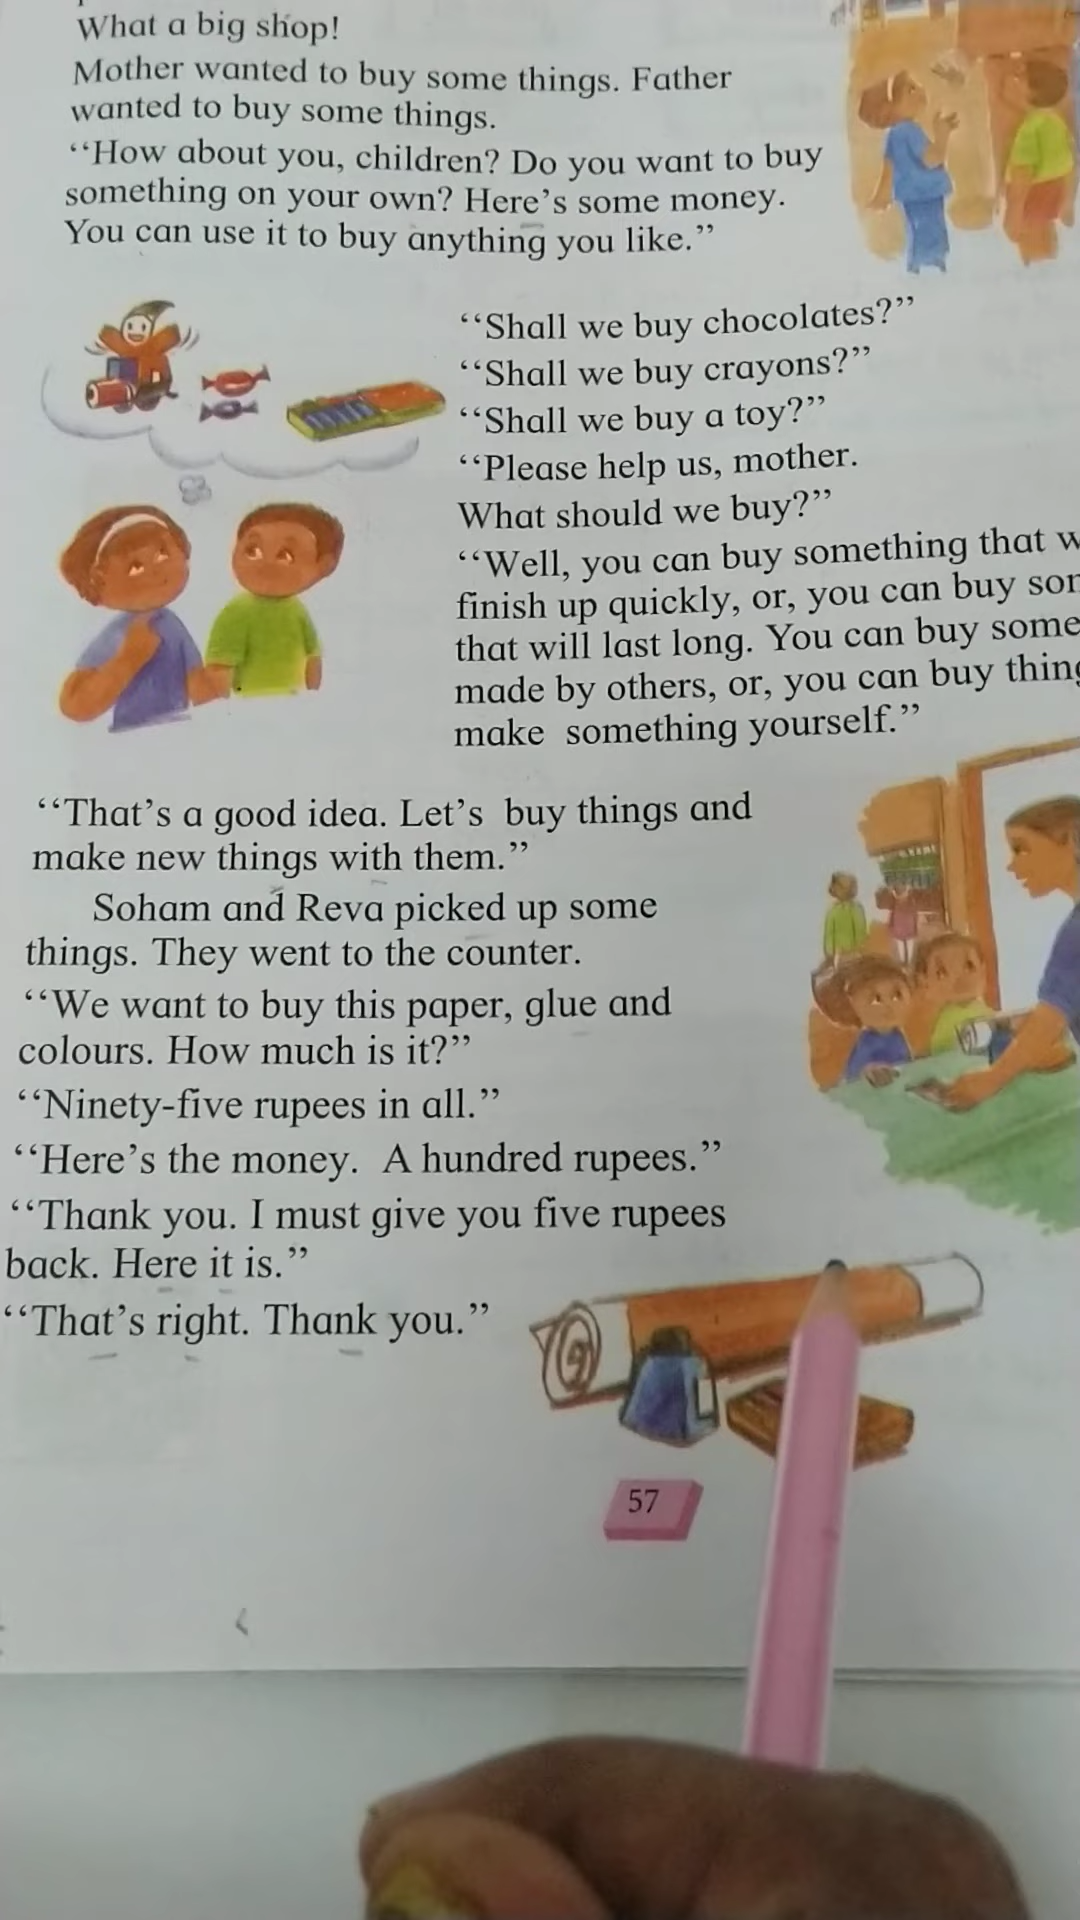 What a big shop!
Mother wanted to buy some things. Father
wanted to buy some things.
“How about you, children? Do you want to buy
something on your own? Here’s some money.
You can use it to buy anything you like.”
“Shall we buy chocolates?”
“Shall we buy crayons?”
“Shall we buy a toy?”
“Please help us, mother.
What should we buy?”
“Well, you can buy something that
finish up quickly, or, you can buy
that will last long. You can buy
made by others, or, you can buy
make something yourself.”
“That’s a good idea. Let’s buy things and
make new things with them.”
Soham and Reva picked up some
things. They went to the counter.
“We want to buy this paper, glue and
colours. How much is it?”
“Ninety-five rupees in all.”
“Here’s the money. A hundred rupees.”
“Thank you. I must give you five rupees
back. Here it is.”
“That’s right. Thank you.”
57